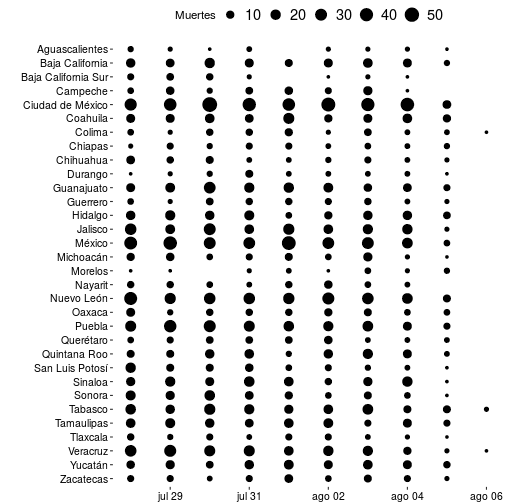 Muertes 10 20 30 40 50
Aguascalientes
Baja California
Baja California Sur
Campeche
Ciudad de México
Coahuila
Colima
Chiapas
Chihuahua
Durango
Guanajuato
Guerrero
Hidalgo
Jalisco
México
Michoacán
Morelos
Nayarit
Nuevo León
Oaxaca
Puebla
Querétaro
Quintana Roo
San Luis Potosí
Sinaloa
Sonora
Tabasco
Tamaulipas
Tlaxcala
Veracruz
Yucatán
Zacatecas
jul 29 jul 31 ago 02 ago 04 ago 06